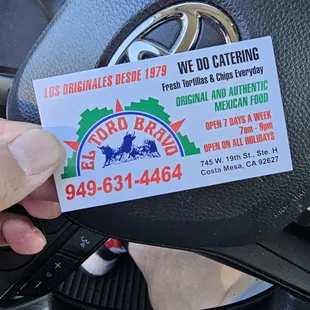 LOS ORIGINALES DESDE 1979
WE DO CATERING
Fresh Tortillas & Chips Everyday
ORIGINAL AND AUTHENTIC
MEXICAN FOOD
EL TORO BRAVO
OPEN 7 DAYS A WEEK
7am - 9pm
OPEN ON ALL HOLIDAYS
949-631-4464
745 W. 19th St., Ste. H
Costa Mesa, CA 92627